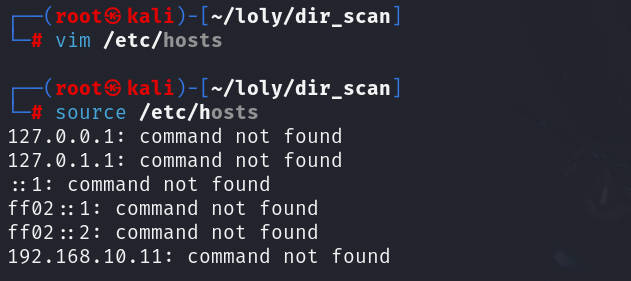 ┌──(root㉿kali)-[~/loly/dir_scan]
└─# vim /etc/hosts
┌──(root㉿kali)-[~/loly/dir_scan]
└─# source /etc/hosts
127.0.0.1: command not found
127.0.1.1: command not found
::1: command not found
ff02::1: command not found
ff02::2: command not found
192.168.10.11: command not found